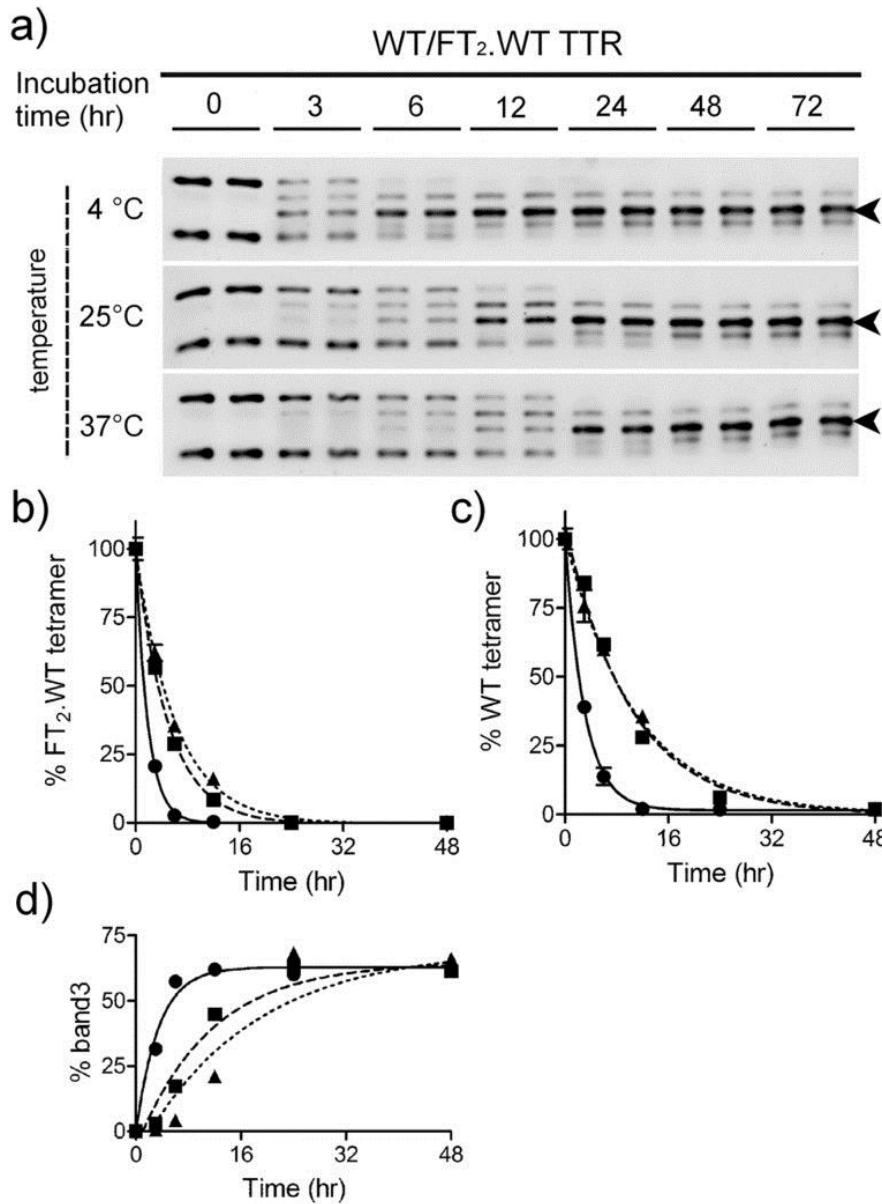 a)
WT/FT₂.WT TTR
Incubation time (hr)
0 3 6 12 24 48 72
temperature
4 °C
25°C
37°C
b)
% FT₂.WT tetramer
100
75
50
25
0
0 16 32 48
Time (hr)
c)
% WT tetramer
100
75
50
25
0
0 16 32 48
Time (hr)
d)
% band3
75
50
25
0
0 16 32 48
Time (hr)